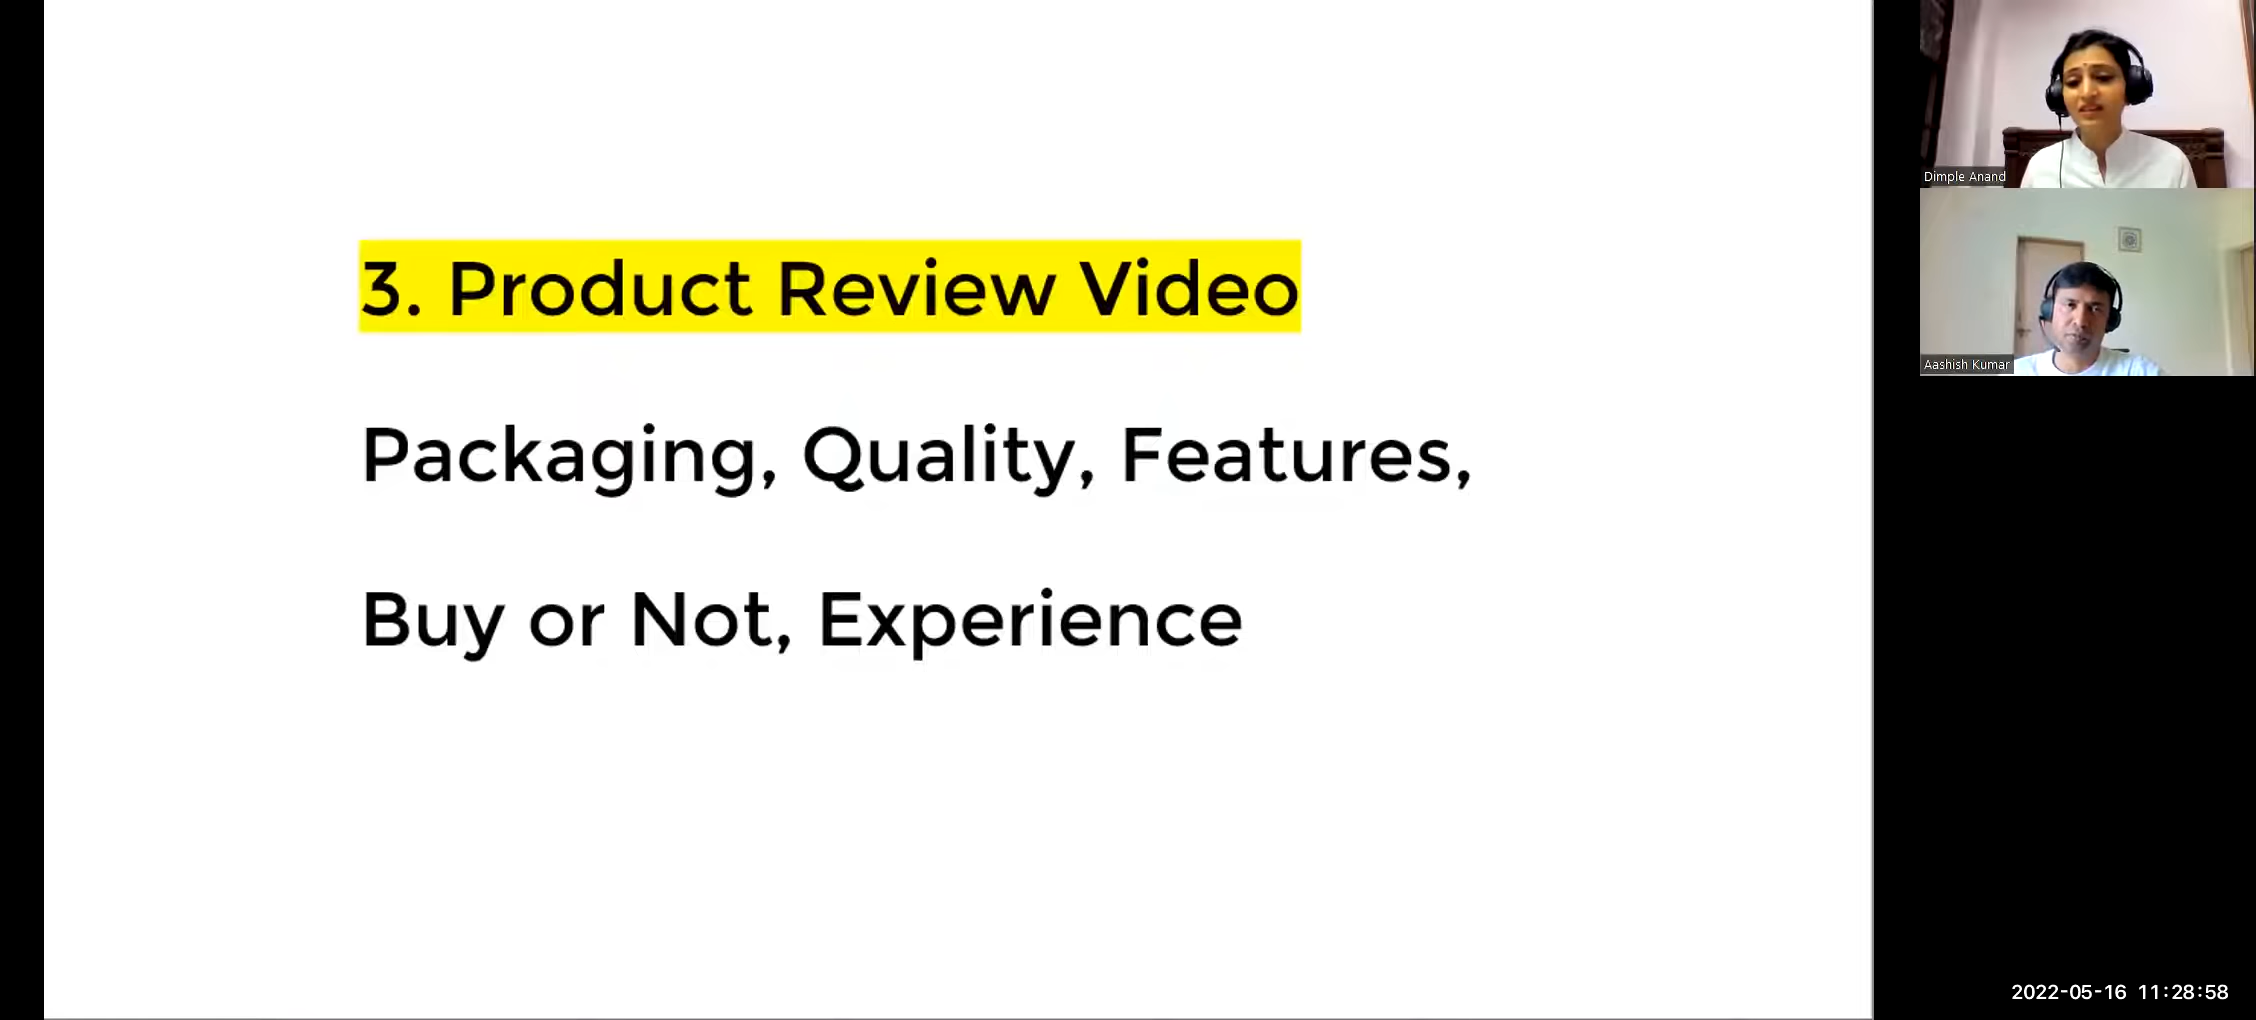 3. Product Review Video
Packaging, Quality, Features,
Buy or Not, Experience
Dimple Anand
Aashish Kumar
2022-05-16 11:28:58